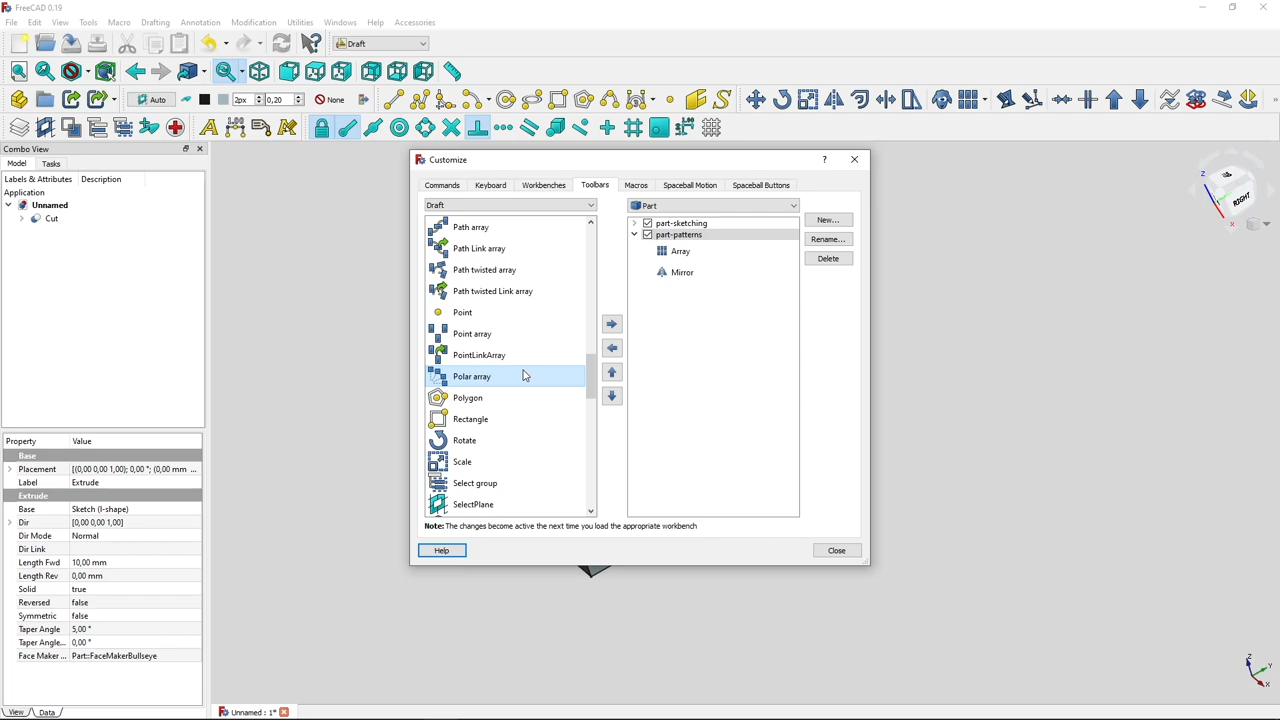 FreeCAD 0.19
File Edit View Tools Macro Drafting Annotation Modification Utilities Windows Help Accessories
Draft
Auto 2px 0,20 None
Combo View
Model Tasks
Labels & Attributes Description
Application
Unnamed
Cut
Property Value
Base
Placement [(0,00 0,00 1,00); 0,00 °; (0,00 mm ...
Label Extrude
Extrude
Base Sketch (I-shape)
Dir [0,00 0,00 1,00]
Dir Mode Normal
Dir Link
Length Fwd 10,00 mm
Length Rev 0,00 mm
Solid true
Reversed false
Symmetric false
Taper Angle 5,00 °
Taper Angle... 0,00 °
Face Maker ... Part::FaceMakerBullseye
View Data
Customize
?
Commands Keyboard Workbenches Toolbars Macros Spaceball Motion Spaceball Buttons
Draft
Path array
Path Link array
Path twisted array
Path twisted Link array
Point
Point array
PointLinkArray
Polar array
Polygon
Rectangle
Rotate
Scale
Select group
SelectPlane
Part
part-sketching
part-patterns
Array
Mirror
New...
Rename...
Delete
Note: The changes become active the next time you load the appropriate workbench
Help
Close
Z
RIGHT
X
Z
Y
X
Unnamed : 1*